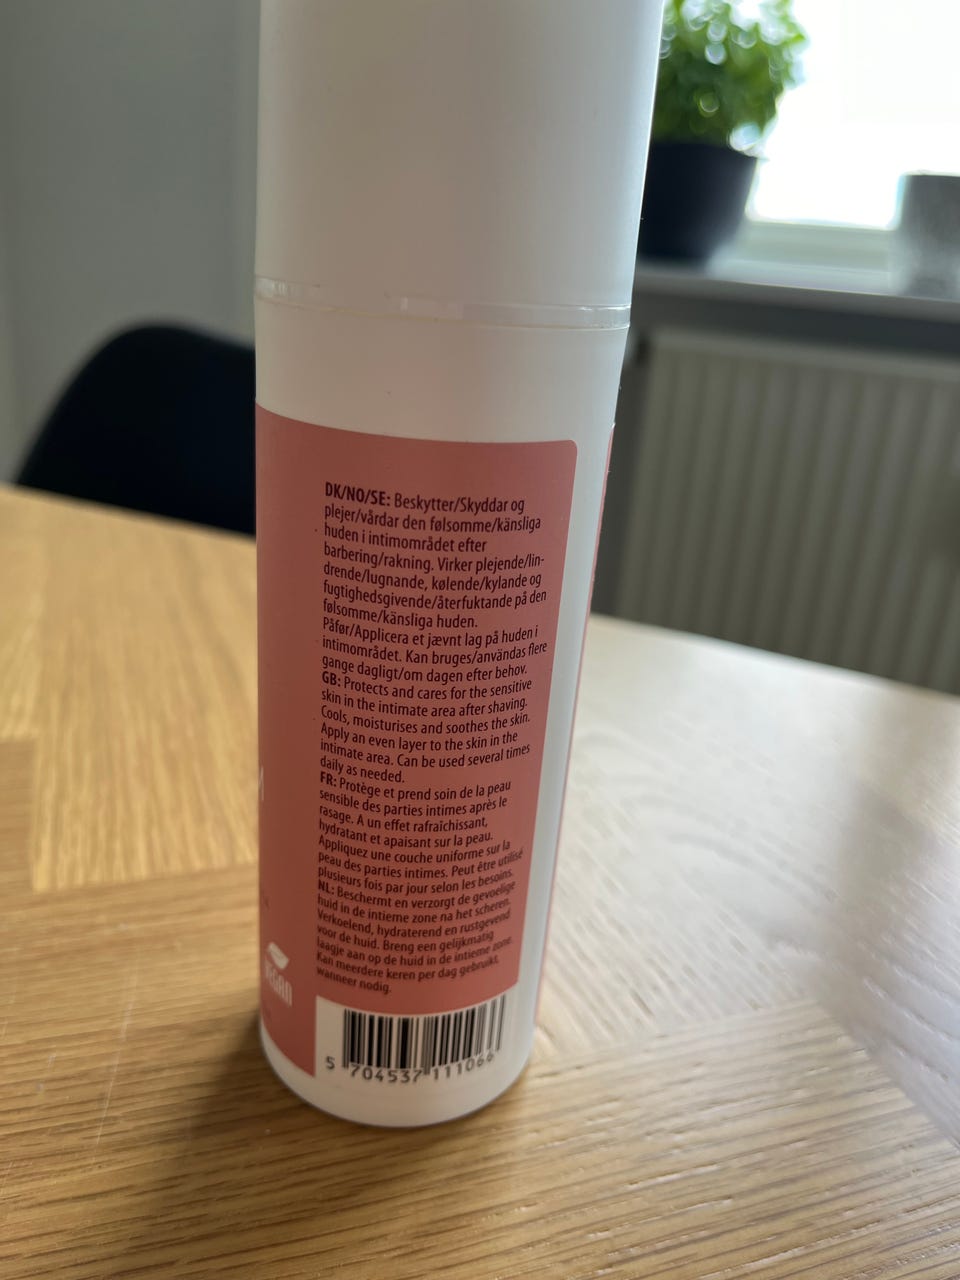 DK/NO/SE: Beskytter/Skyddar og
plejer/vårdar den følsomme/känsliga
huden i intimområdet efter
barbering/rakning. Virker plejende/lin-
drende/lugnande, kølende/kylande og
fugtighedsgivende/återfuktande på den
følsomme/känsliga huden.
Påfør/Applicera et jævnt lag på huden i
intimområdet. Kan bruges/användas flere
gange dagligt/om dagen efter behov.
GB: Protects and cares for the sensitive
skin in the intimate area after shaving.
Cools, moisturises and soothes the skin.
Apply an even layer to the skin in the
intimate area. Can be used several times
daily as needed.
FR: Protège et prend soin de la peau
sensible des parties intimes après le
rasage. A un effet rafraîchissant,
hydratant et apaisant sur la peau.
Appliquez une couche uniforme sur la
peau des parties intimes. Peut être utilisé
plusieurs fois par jour selon les besoins.
NL: Beschermt en verzorgt de gevoelige
huid in de intieme zone na het scheren.
Verkoelend, hydraterend en rustgevend
voor de huid. Breng een gelijkmatig
laagje aan op de huid in de intieme zone.
Kan meerdere keren per dag gebruikt,
wanneer nodig.
VEGAN
5 704537 111066